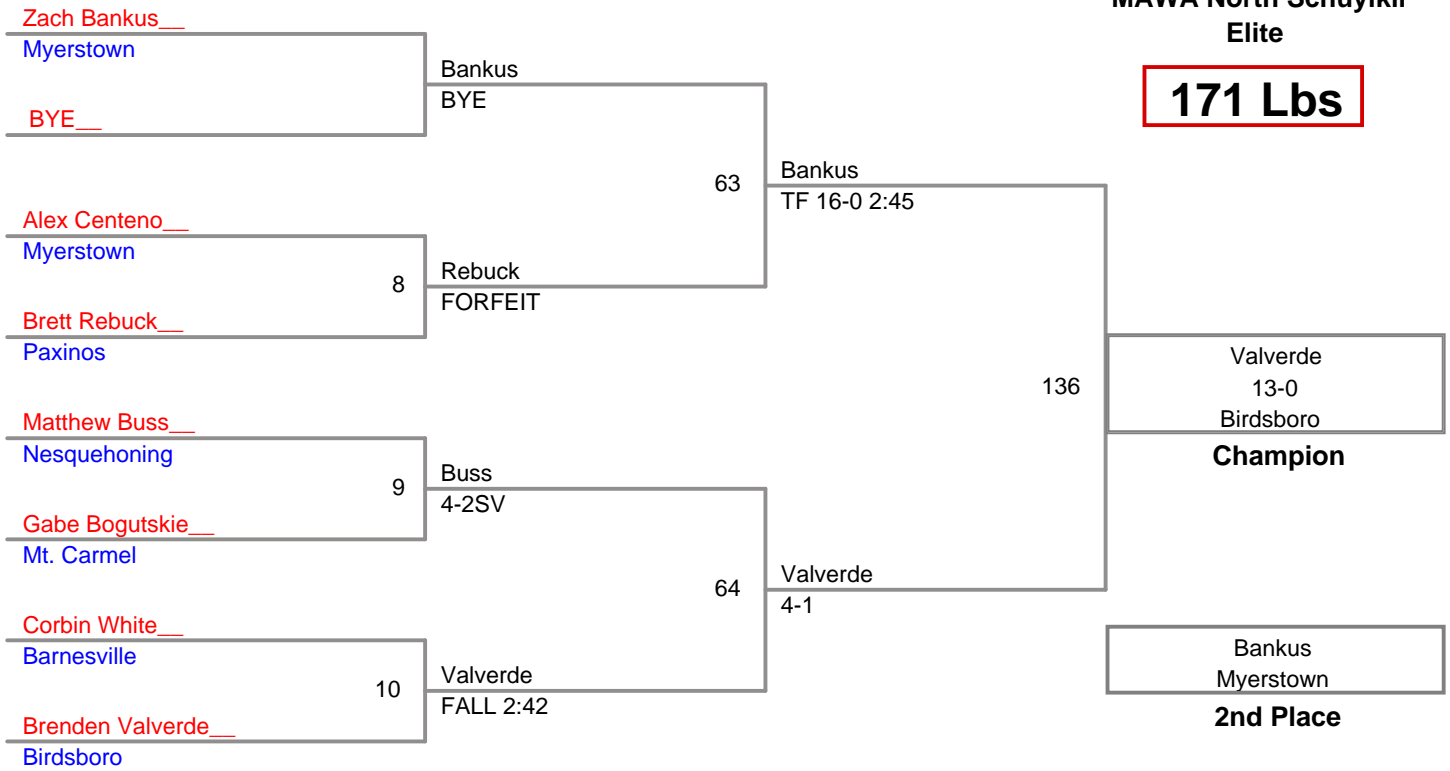 MAWA North Schuylkil
Elite
171 Lbs
Zach Bankus__
Myerstown
BYE__
Bankus
BYE
Alex Centeno__
Myerstown
8
Brett Rebuck__
Paxinos
Rebuck
FORFEIT
63
Bankus
TF 16-0 2:45
Matthew Buss__
Nesquehoning
9
Gabe Bogutskie__
Mt. Carmel
Buss
4-2SV
Corbin White__
Barnesville
10
Brenden Valverde__
Birdsboro
Valverde
FALL 2:42
64
Valverde
4-1
136
Valverde
13-0
Birdsboro
Champion
Bankus
Myerstown
2nd Place